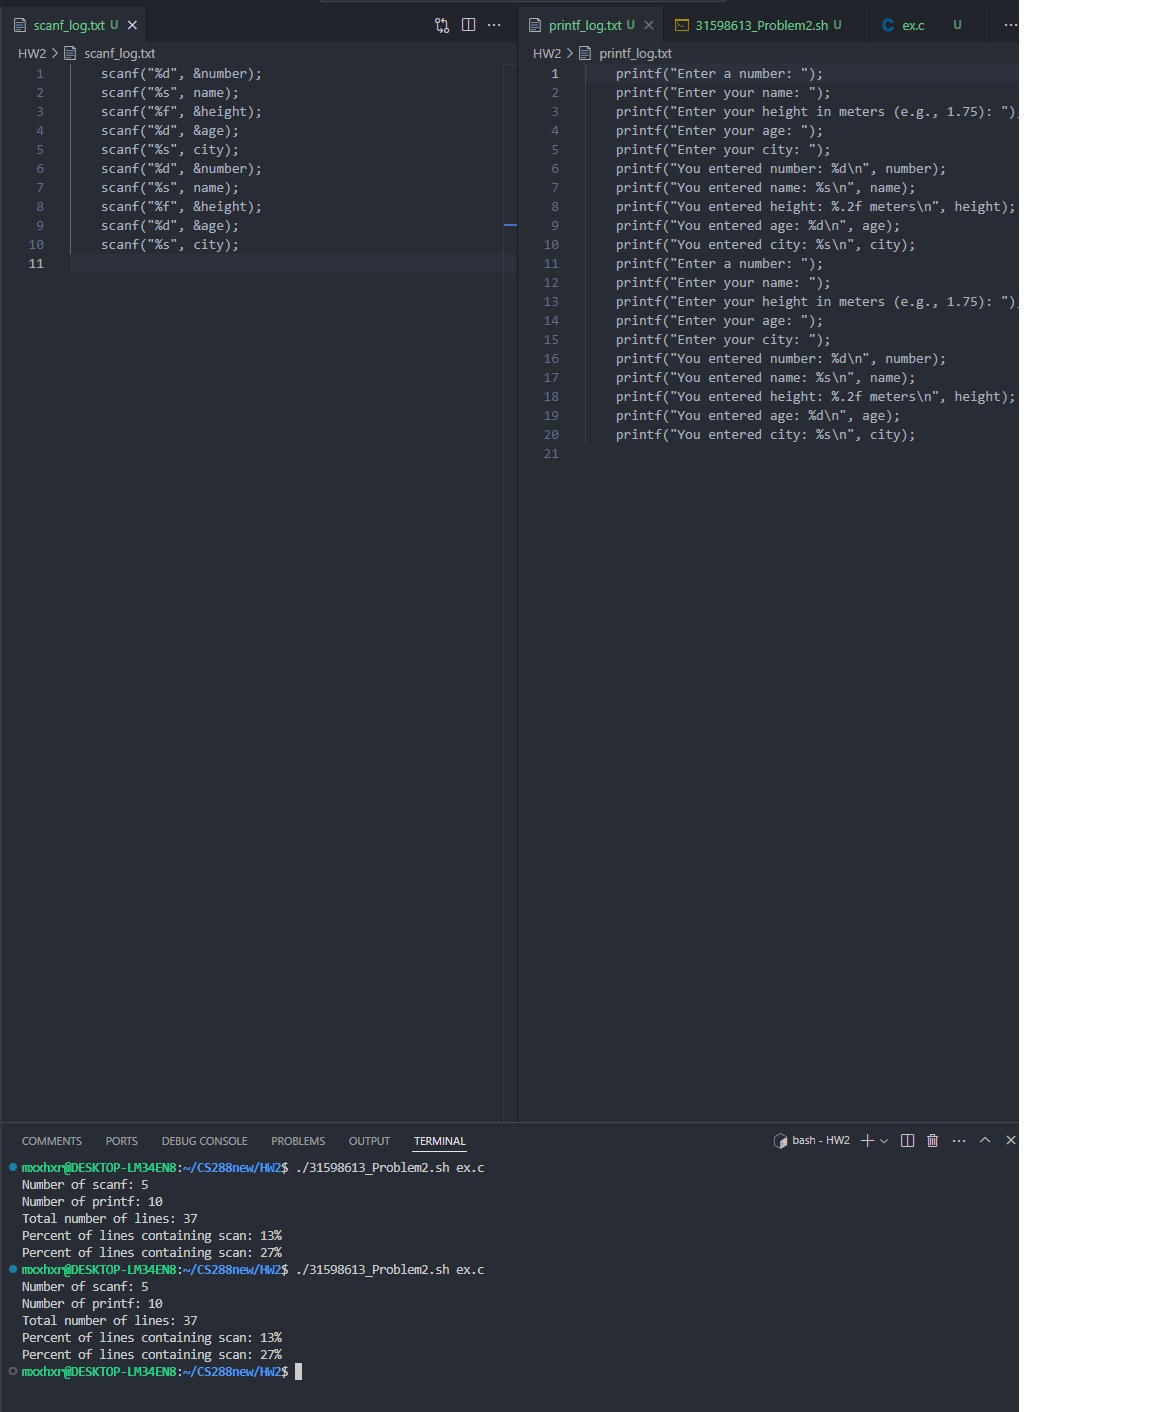 scanf_log.txt U
HW2 > scanf_log.txt
1 scanf("%d", &number);
2 scanf("%s", name);
3 scanf("%f", &height);
4 scanf("%d", &age);
5 scanf("%s", city);
6 scanf("%d", &number);
7 scanf("%s", name);
8 scanf("%f", &height);
9 scanf("%d", &age);
10 scanf("%s", city);
11
printf_log.txt U 31598613_Problem2.sh U C ex.c U
HW2 > printf_log.txt
1 printf("Enter a number: ");
2 printf("Enter your name: ");
3 printf("Enter your height in meters (e.g., 1.75): ")
4 printf("Enter your age: ");
5 printf("Enter your city: ");
6 printf("You entered number: %d\n", number);
7 printf("You entered name: %s\n", name);
8 printf("You entered height: %.2f meters\n", height);
9 printf("You entered age: %d\n", age);
10 printf("You entered city: %s\n", city);
11 printf("Enter a number: ");
12 printf("Enter your name: ");
13 printf("Enter your height in meters (e.g., 1.75): ")
14 printf("Enter your age: ");
15 printf("Enter your city: ");
16 printf("You entered number: %d\n", number);
17 printf("You entered name: %s\n", name);
18 printf("You entered height: %.2f meters\n", height);
19 printf("You entered age: %d\n", age);
20 printf("You entered city: %s\n", city);
21
COMMENTS PORTS DEBUG CONSOLE PROBLEMS OUTPUT TERMINAL bash - HW2
mxxhxr@DESKTOP-LM34EN8:~/CS288new/HW2$ ./31598613_Problem2.sh ex.c
Number of scanf: 5
Number of printf: 10
Total number of lines: 37
Percent of lines containing scan: 13%
Percent of lines containing scan: 27%
mxxhxr@DESKTOP-LM34EN8:~/CS288new/HW2$ ./31598613_Problem2.sh ex.c
Number of scanf: 5
Number of printf: 10
Total number of lines: 37
Percent of lines containing scan: 13%
Percent of lines containing scan: 27%
mxxhxr@DESKTOP-LM34EN8:~/CS288new/HW2$